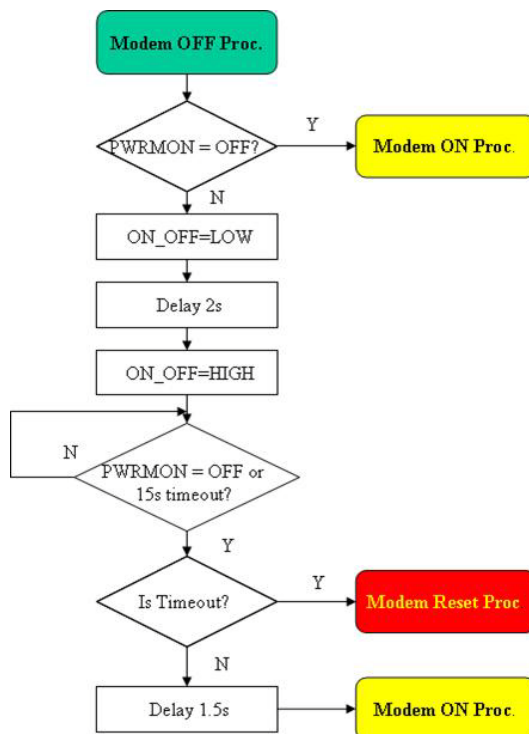 Modem OFF Proc.
PWRMON = OFF?
Y
Modem ON Proc.
N
ON_OFF=LOW
Delay 2s
ON_OFF=HIGH
N
PWRMON = OFF or
15s timeout?
Y
Is Timeout?
Y
Modem Reset Proc
N
Delay 1.5s
Modem ON Proc.